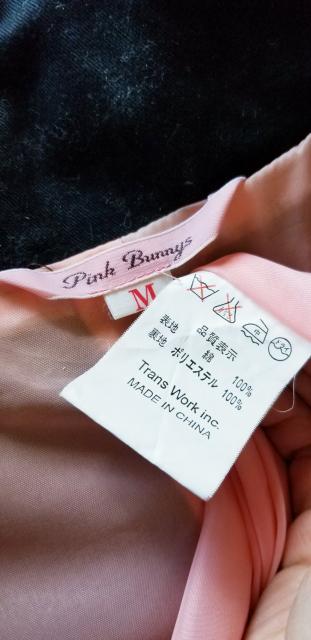 Pink Bunnys
M
品質表示
表地 綿 100%
裏地 ポリエステル 100%
Trans Work inc.
MADE IN CHINA